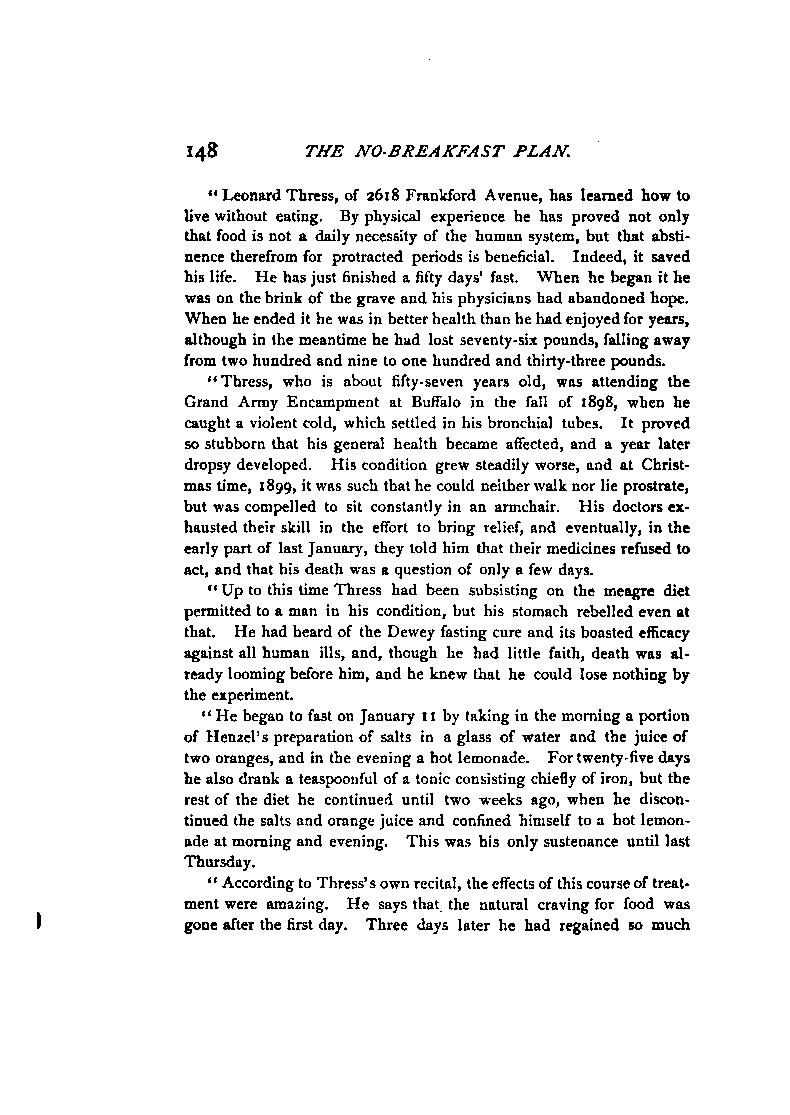 148 THE NO-BREAKFAST PLAN.
“Leonard Thress, of 2618 Frankford Avenue, has learned how to
live without eating. By physical experience he has proved not only
that food is not a daily necessity of the human system, but that absti-
nence therefrom for protracted periods is beneficial. Indeed, it saved
his life. He has just finished a fifty days' fast. When he began it he
was on the brink of the grave and his physicians had abandoned hope.
When he ended it he was in better health than he had enjoyed for years,
although in the meantime he had lost seventy-six pounds, falling away
from two hundred and nine to one hundred and thirty-three pounds.
“Thress, who is about fifty-seven years old, was attending the
Grand Army Encampment at Buffalo in the fall of 1898, when he
caught a violent cold, which settled in his bronchial tubes. It proved
so stubborn that his general health became affected, and a year later
dropsy developed. His condition grew steadily worse, and at Christ-
mas time, 1899, it was such that he could neither walk nor lie prostrate,
but was compelled to sit constantly in an armchair. His doctors ex-
hausted their skill in the effort to bring relief, and eventually, in the
early part of last January, they told him that their medicines refused to
act, and that his death was a question of only a few days.
“Up to this time Thress had been subsisting on the meagre diet
permitted to a man in his condition, but his stomach rebelled even at
that. He had heard of the Dewey fasting cure and its boasted efficacy
against all human ills, and, though he had little faith, death was al-
ready looming before him, and he knew that he could lose nothing by
the experiment.
“He began to fast on January 11 by taking in the morning a portion
of Henzel's preparation of salts in a glass of water and the juice of
two oranges, and in the evening a hot lemonade. For twenty-five days
he also drank a teaspoonful of a tonic consisting chiefly of iron, but the
rest of the diet he continued until two weeks ago, when he discon-
tinued the salts and orange juice and confined himself to a hot lemon-
ade at morning and evening. This was his only sustenance until last
Thursday.
“According to Thress's own recital, the effects of this course of treat-
ment were amazing. He says that the natural craving for food was
gone after the first day. Three days later he had regained so much